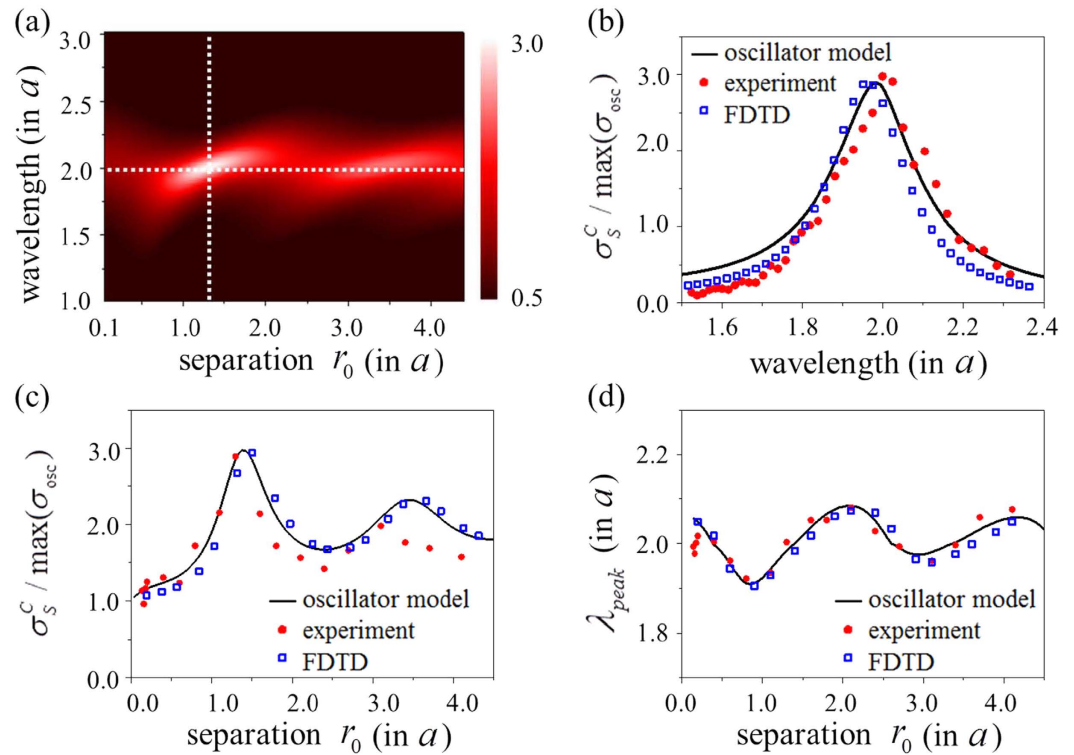 (a)
3.0
2.5
2.0
1.5
1.0
wavelength (in a)
0.1 1.0 2.0 3.0 4.0
separation r₀ (in a)
3.0
0.5
(b)
oscillator model
experiment
FDTD
3.0
2.0
1.0
0.0
σ_S^C / max(σ_osc)
1.6 1.8 2.0 2.2 2.4
wavelength (in a)
(c)
3.0
2.0
1.0
0.0
σ_S^C / max(σ_osc)
oscillator model
experiment
FDTD
0.0 1.0 2.0 3.0 4.0
separation r₀ (in a)
(d)
2.2
2.0
1.8
λ_peak (in a)
oscillator model
experiment
FDTD
0.0 1.0 2.0 3.0 4.0
separation r₀ (in a)